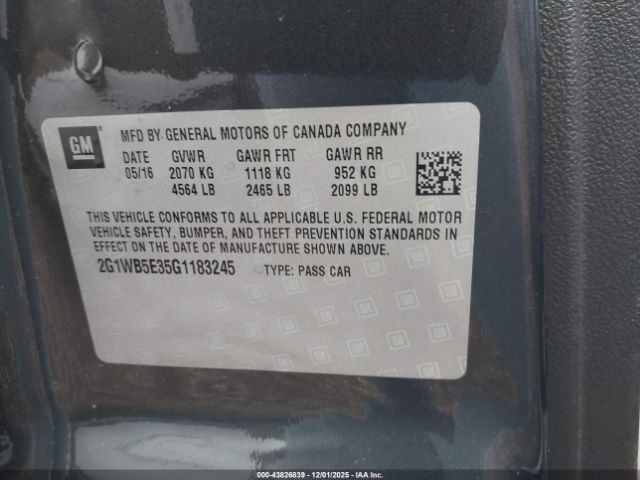 GM
MFD BY GENERAL MOTORS OF CANADA COMPANY
DATE GVWR GAWR FRT GAWR RR
05/16 2070 KG 1118 KG 952 KG
4564 LB 2465 LB 2099 LB
THIS VEHICLE CONFORMS TO ALL APPLICABLE U.S. FEDERAL MOTOR
VEHICLE SAFETY, BUMPER, AND THEFT PREVENTION STANDARDS IN
EFFECT ON THE DATE OF MANUFACTURE SHOWN ABOVE.
2G1WB5E35G1183245 TYPE: PASS CAR
00-43826839 - 12/01/2025 - IAA Inc.